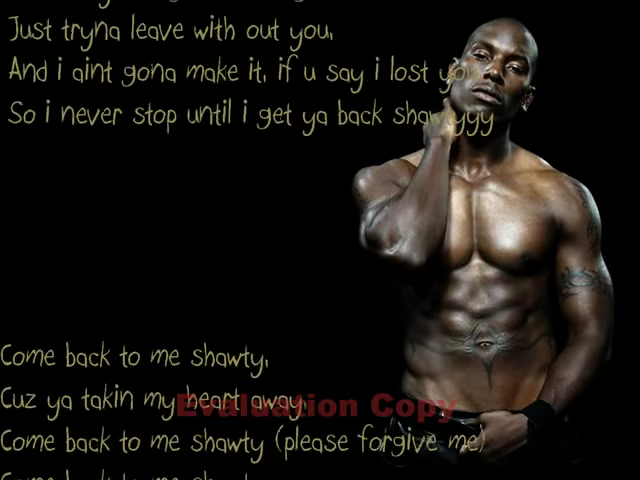 Just tryna leave with out you,
And i aint gona make it, if u say i lost you
So i never stop until i get ya back shawtyyy
Come back to me shawty,
Cuz ya takin my heart away,
Evaluation Copy
Come back to me shawty (please forgive me)